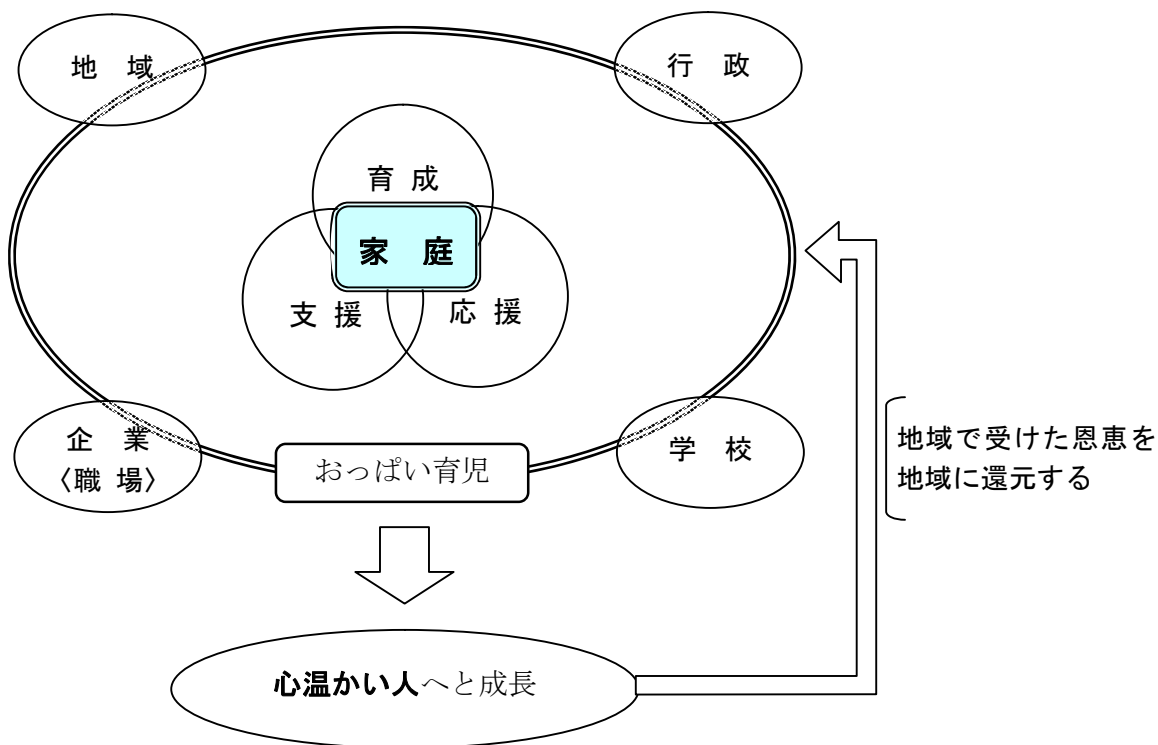 地　域
行　政
育 成
家　庭
支 援
応 援
企　業
〈職 場〉
学　校
おっぱい育児
地域で受けた恩恵を
地域に還元する
心温かい人へと成長